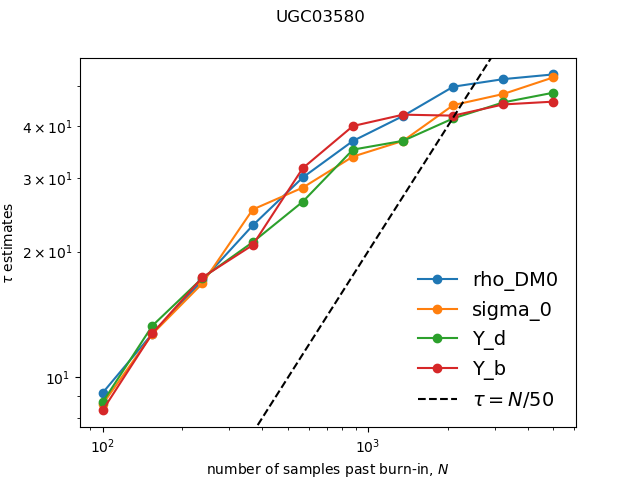 UGC03580
τ estimates
4 × 10¹
3 × 10¹
2 × 10¹
10¹
rho_DM0
sigma_0
Y_d
Y_b
τ = N/50
10² 10³
number of samples past burn-in, N